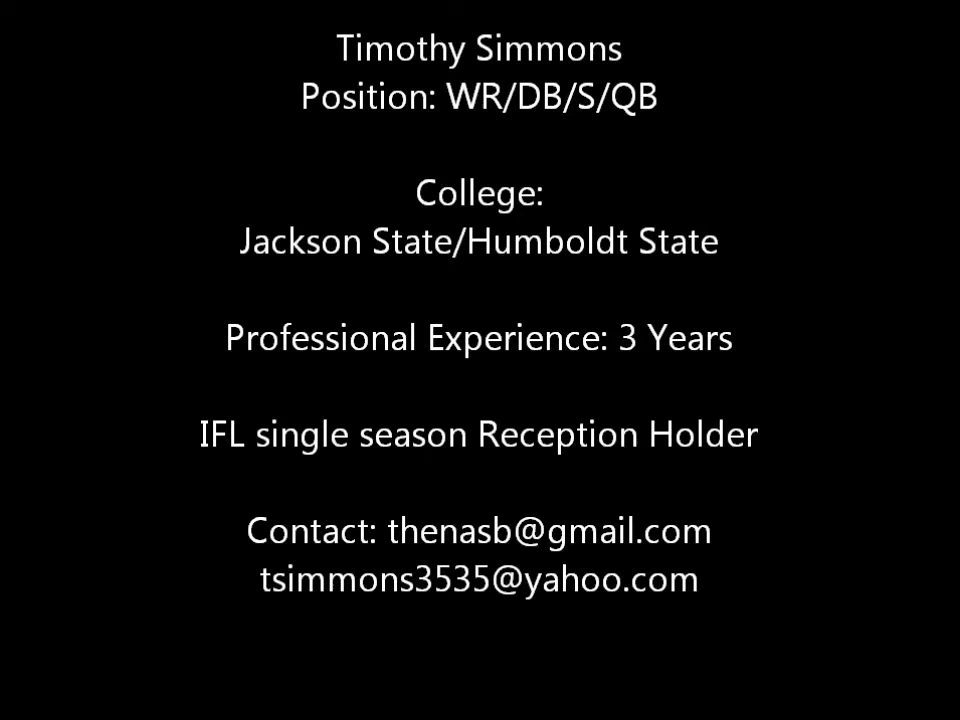 Timothy Simmons
Position: WR/DB/S/QB
College:
Jackson State/Humboldt State
Professional Experience: 3 Years
IFL single season Reception Holder
Contact: thenasb@gmail.com
tsimmons3535@yahoo.com